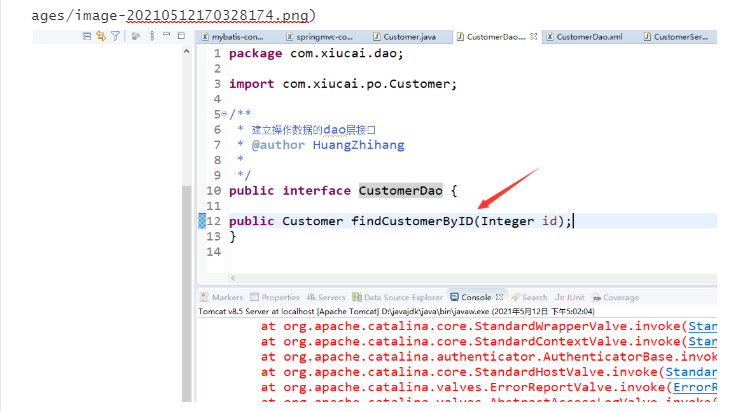 ages/image-20210512170328174.png)
mybatis-con... springmvc-co... Customer.java CustomerDao.... CustomerDao.xml CustomerSer...
1 package com.xiucai.dao;
2
3 import com.xiucai.po.Customer;
4
5 /**
6 * 建立操作数据的dao层接口
7 * @author HuangZhihang
8 *
9 */
10 public interface CustomerDao {
11
12 public Customer findCustomerByID(Integer id);
13 }
14
Markers Properties Servers Data Source Explorer Console Search JUnit Coverage
Tomcat v8.5 Server at localhost [Apache Tomcat] D:\javajdk\java\bin\javaw.exe (2021年5月12日 下午5:02:04)
at org.apache.catalina.core.StandardWrapperValve.invoke(Stan
at org.apache.catalina.core.StandardContextValve.invoke(Stan
at org.apache.catalina.authenticator.AuthenticatorBase.invok
at org.apache.catalina.core.StandardHostValve.invoke(Standar
at org.apache.catalina.valves.ErrorReportValve.invoke(ErrorR
at org.apache.catalina.valves.AbstractAccessLogValve.invoke(